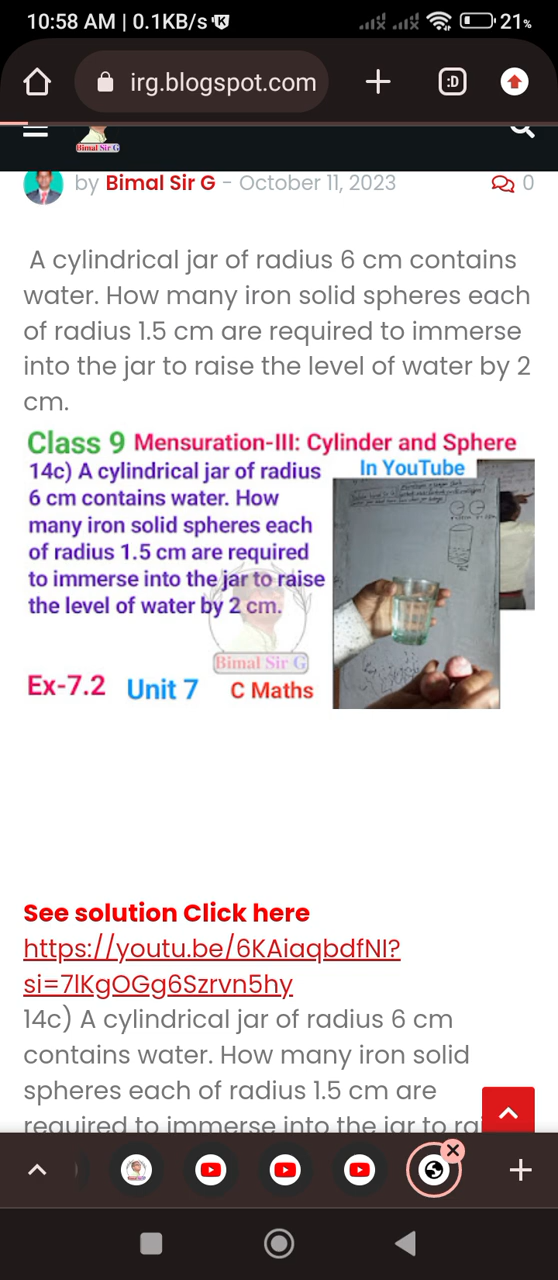 10:58 AM | 0.1KB/s
21%
irg.blogspot.com
:D
Bimal Sir G
by Bimal Sir G - October 11, 2023
0
A cylindrical jar of radius 6 cm contains
water. How many iron solid spheres each
of radius 1.5 cm are required to immerse
into the jar to raise the level of water by 2
cm.
Class 9 Mensuration-III: Cylinder and Sphere
In YouTube
14c) A cylindrical jar of radius
6 cm contains water. How
many iron solid spheres each
of radius 1.5 cm are required
to immerse into the jar to raise
the level of water by 2 cm.
Bimal Sir G
Ex-7.2 Unit 7 C Maths
See solution Click here
https://youtu.be/6KAiaqbdfNI?
si=7lKgOGg6Szrvn5hy
14c) A cylindrical jar of radius 6 cm
contains water. How many iron solid
spheres each of radius 1.5 cm are
required to immerse into the jar to rai